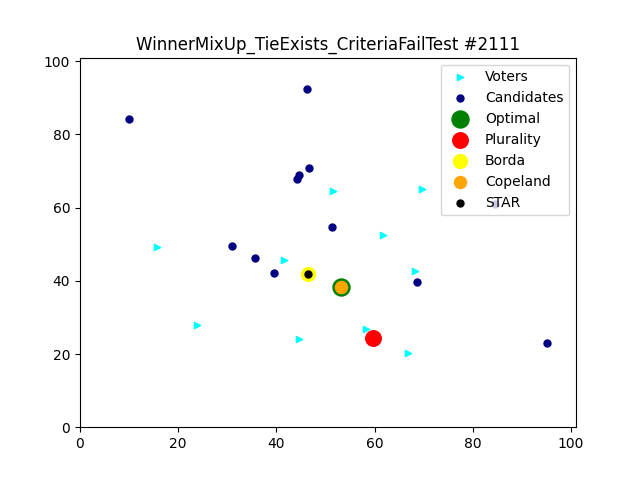 WinnerMixUp_TieExists_CriteriaFailTest #2111
100
80
60
40
20
0
0
20
40
60
80
100
Voters
Candidates
Optimal
Plurality
Borda
Copeland
STAR